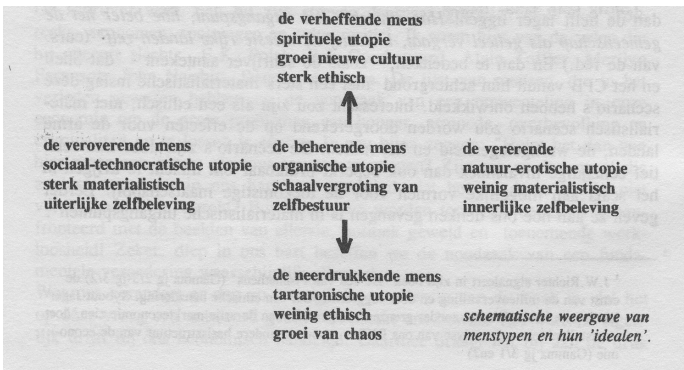 de verheffende mens
spirituele utopie
groei nieuwe cultuur
sterk ethisch
de veroverende mens
sociaal-technocratische utopie
sterk materialistisch
uiterlijke zelfbeleving
de beherende mens
organische utopie
schaalvergroting van
zelfbestuur
de vererende mens
natuur-erotische utopie
weinig materialistisch
innerlijke zelfbeleving
de neerdrukkende mens
tartaronische utopie
weinig ethisch
groei van chaos
schematische weergave van
menstypen en hun 'idealen'.